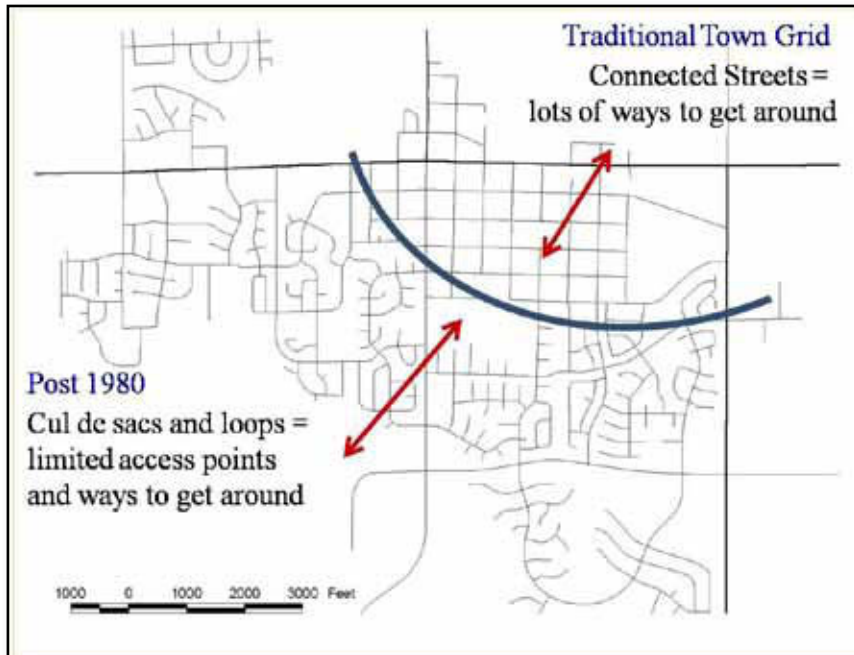 Traditional Town Grid
Connected Streets =
lots of ways to get around
Post 1980
Cul de sacs and loops =
limited access points
and ways to get around
1000 0 1000 2000 3000 Feet